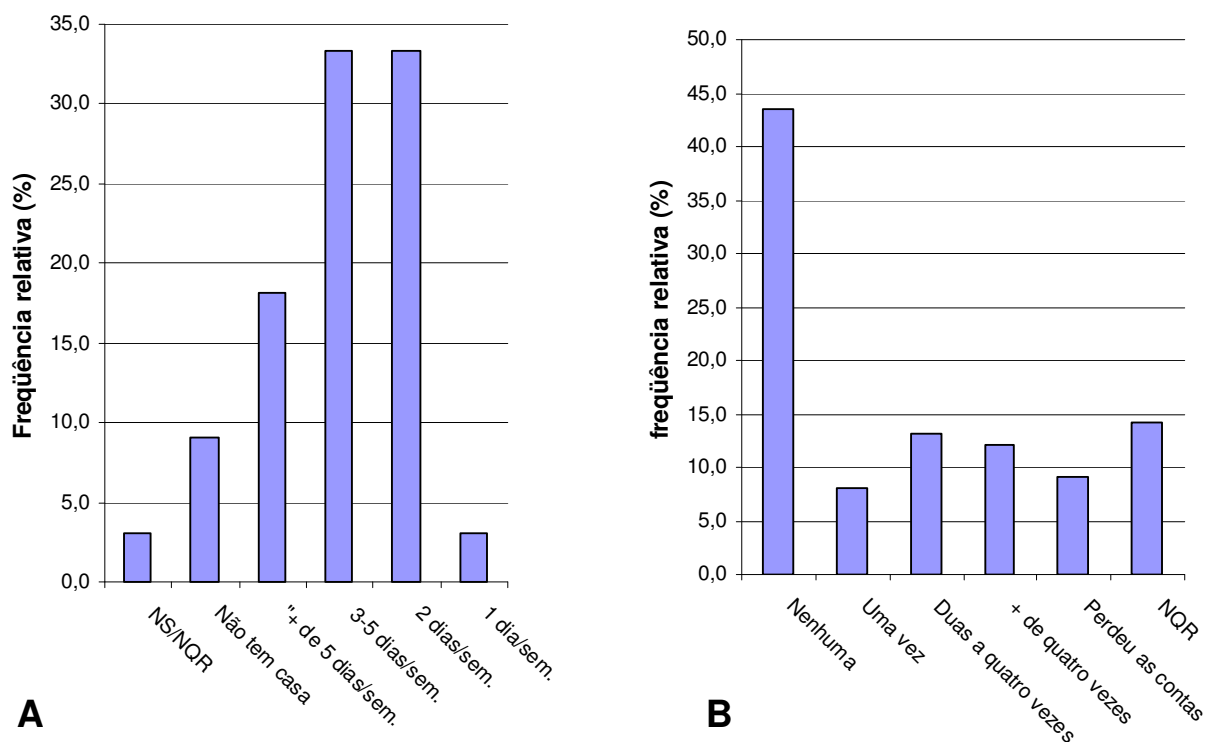 Freqüência relativa (%)
35,0
30,0
25,0
20,0
15,0
10,0
5,0
0,0
NS/NQR
Não tem casa
"+ de 5 dias/sem.
3-5 dias/sem.
2 dias/sem.
1 dia/sem.
A
freqüência relativa (%)
50,0
45,0
40,0
35,0
30,0
25,0
20,0
15,0
10,0
5,0
0,0
Nenhuma
Uma vez
Duas a quatro vezes
+ de quatro vezes
Perdeu as contas
NQR
B